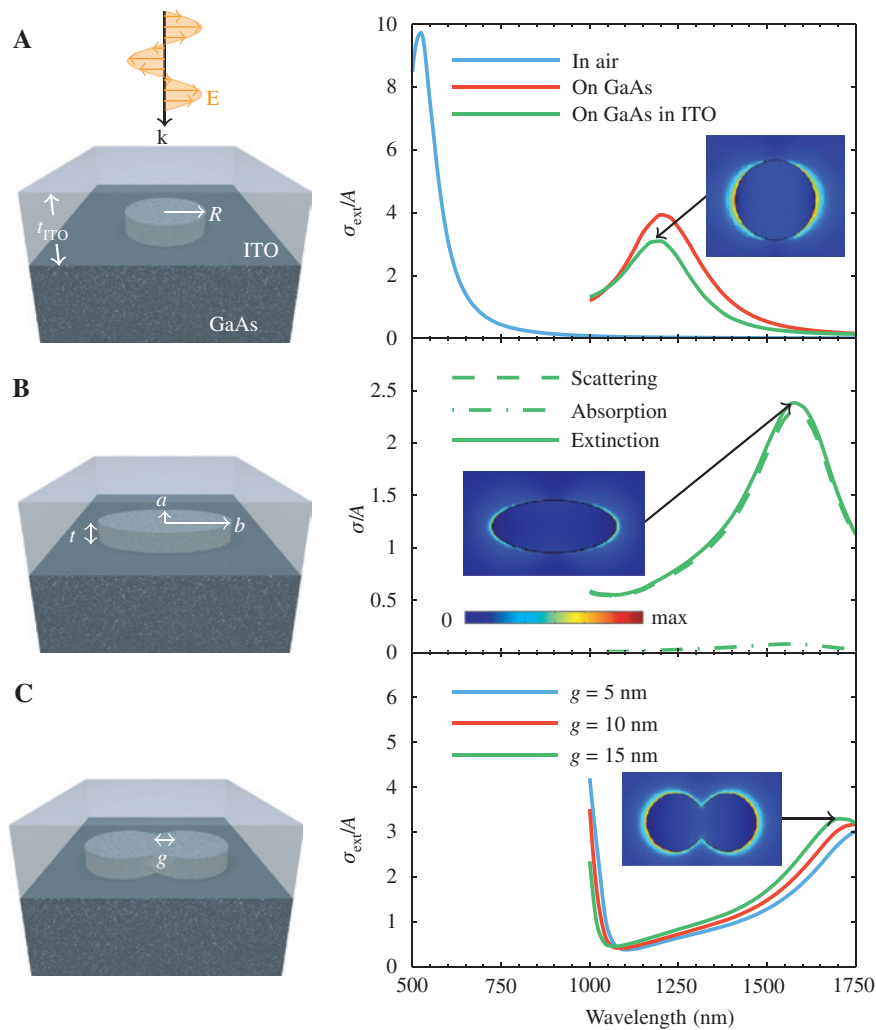 A
E
k
t_ITO
R
ITO
GaAs
10
8
6
4
2
0
σ_ext/A
In air
On GaAs
On GaAs in ITO
B
a
b
t
2.5
2
1.5
1
0.5
0
σ/A
Scattering
Absorption
Extinction
0 max
C
g
6
5
4
3
2
1
0
σ_ext/A
g = 5 nm
g = 10 nm
g = 15 nm
500 750 1000 1250 1500 1750
Wavelength (nm)